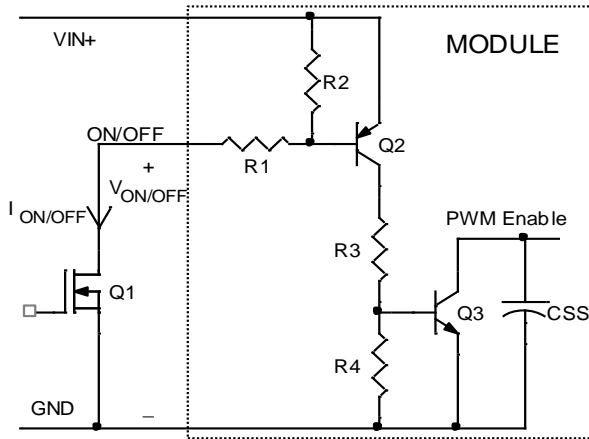 VIN+
MODULE
R2
ON/OFF
R1
Q2
+
V ON/OFF
I ON/OFF
PWM Enable
R3
Q1
Q3
CSS
R4
GND
_